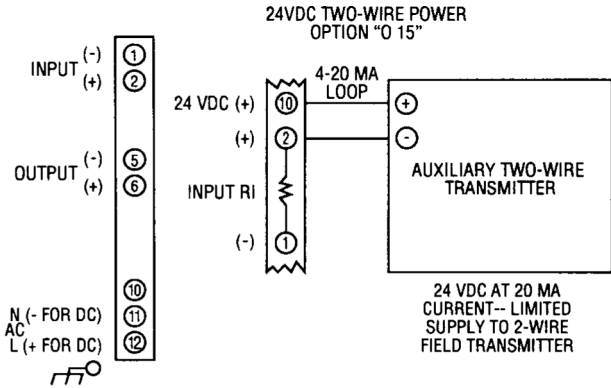 24VDC TWO-WIRE POWER
OPTION "O 15"
INPUT (-) 1
(+) 2
OUTPUT (-) 5
(+) 6
10
N (- FOR DC) 11
AC
L (+ FOR DC) 12
4-20 MA
LOOP
24 VDC (+) 10 +
(+) 2 -
INPUT RI
(-) 1
AUXILIARY TWO-WIRE
TRANSMITTER
24 VDC AT 20 MA
CURRENT-- LIMITED
SUPPLY TO 2-WIRE
FIELD TRANSMITTER